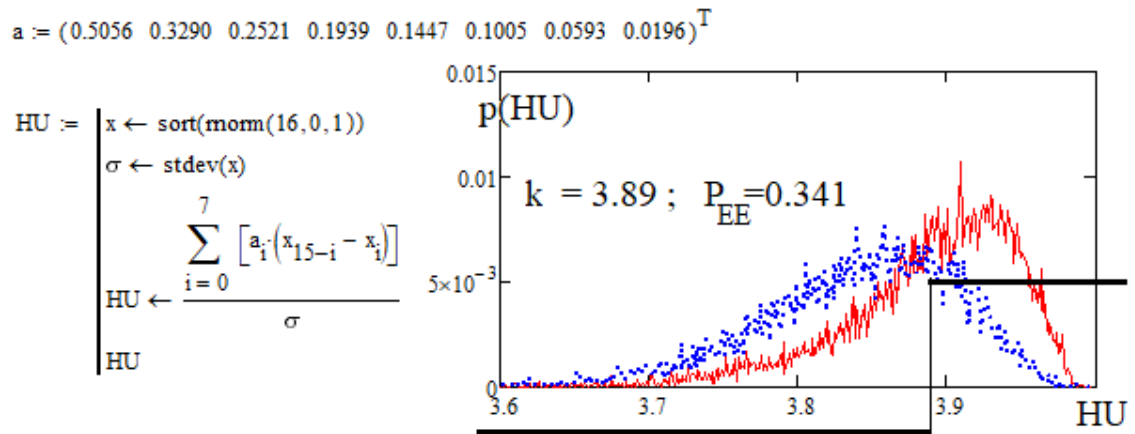 a := (0.5056 0.3290 0.2521 0.1939 0.1447 0.1005 0.0593 0.0196)^T
HU := | x ← sort(rnorm(16,0,1))
σ ← stdev(x)
HU ← ∑_{i = 0}^{7} [a_i·(x_{15−i} − x_i)] / σ
HU
0.015
p(HU)
0.01
k = 3.89 ; P_EE=0.341
5×10^−3
0
3.6 3.7 3.8 3.9
HU